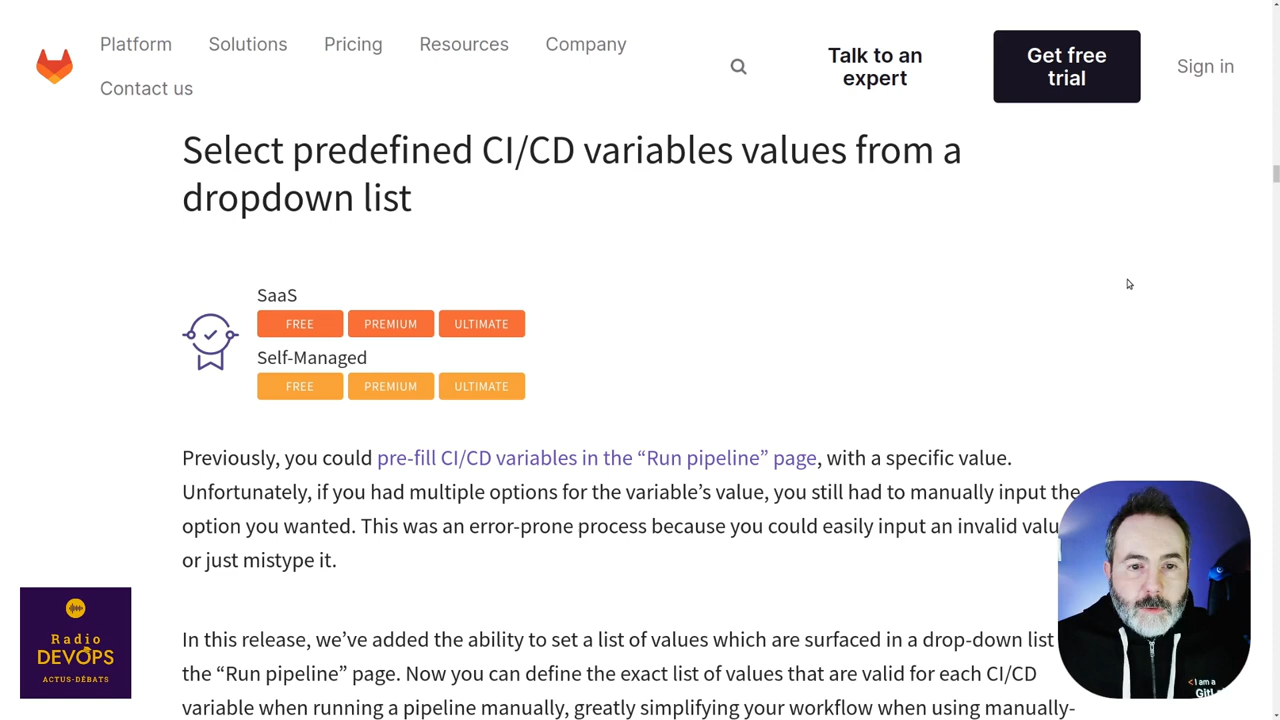 Platform
Solutions
Pricing
Resources
Company
Contact us
Talk to an
expert
Get free
trial
Sign in
Select predefined CI/CD variables values from a
dropdown list
SaaS
FREE
PREMIUM
ULTIMATE
Self-Managed
FREE
PREMIUM
ULTIMATE
Previously, you could pre-fill CI/CD variables in the “Run pipeline” page, with a specific value.
Unfortunately, if you had multiple options for the variable’s value, you still had to manually input the
option you wanted. This was an error-prone process because you could easily input an invalid valu
or just mistype it.
In this release, we’ve added the ability to set a list of values which are surfaced in a drop-down list
the “Run pipeline” page. Now you can define the exact list of values that are valid for each CI/CD
variable when running a pipeline manually, greatly simplifying your workflow when using manually-
Radio
DEVOPS
ACTUS-DÉBATS
<I am a
GitL